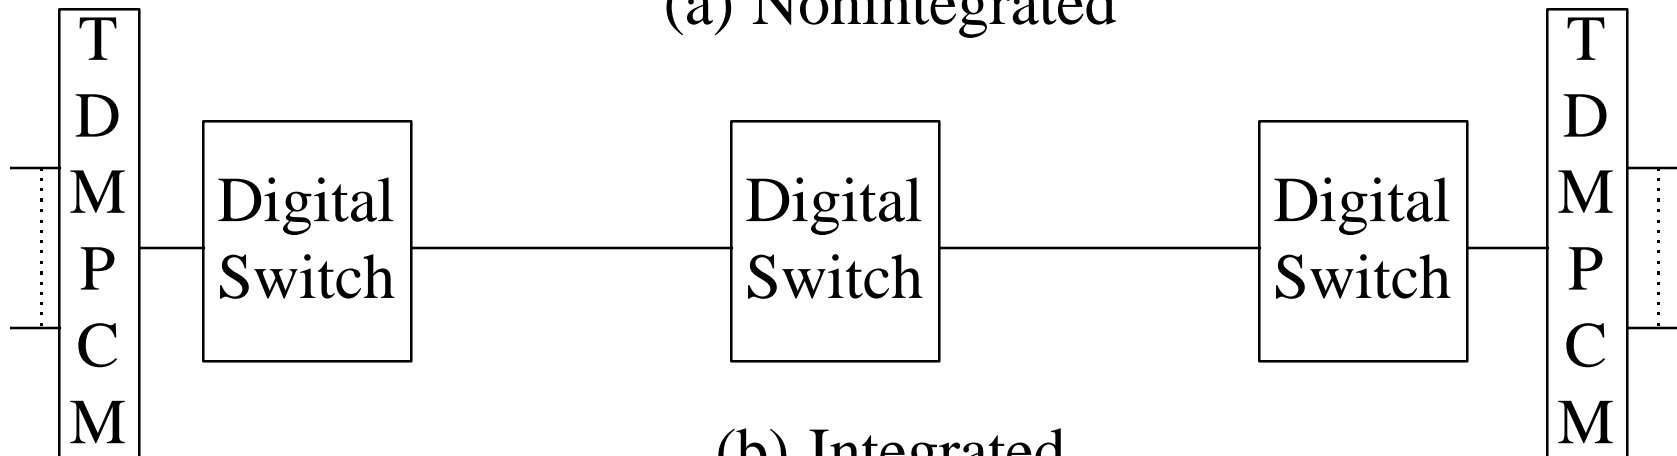 (a) Nonintegrated
T
D
M
P
C
M
Digital
Switch
Digital
Switch
Digital
Switch
T
D
M
P
C
M
(b) Integrated